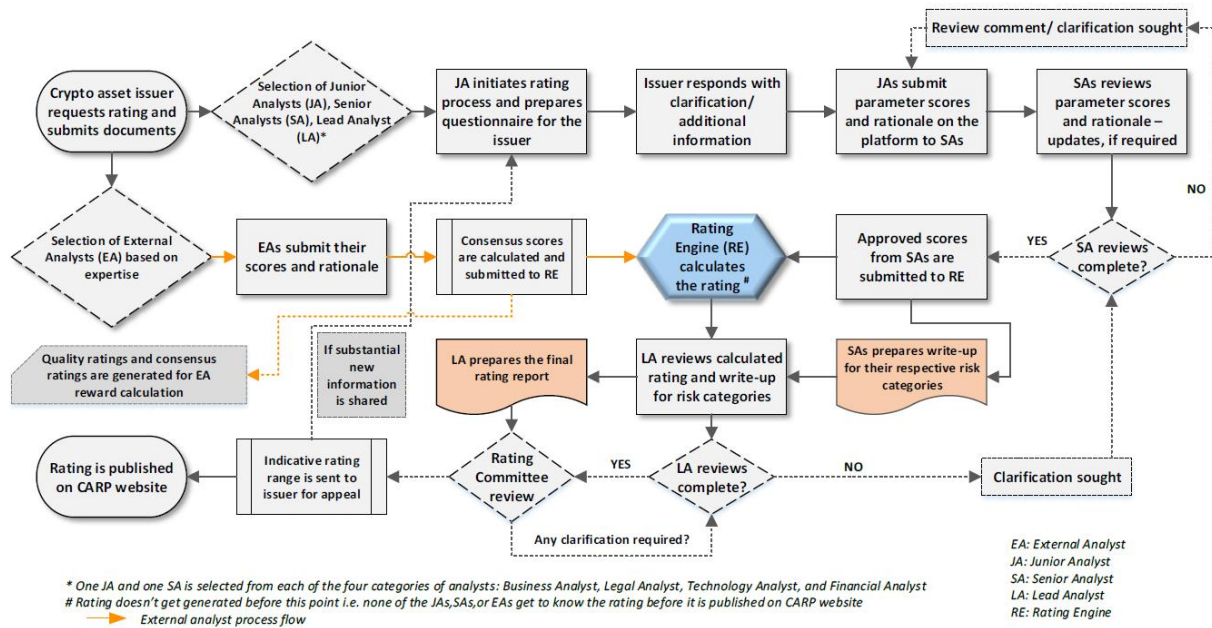 Review comment/ clarification sought
Crypto asset issuer
requests rating and
submits documents
Selection of Junior
Analysts (JA), Senior
Analysts (SA), Lead Analyst
(LA)*
JA initiates rating
process and prepares
questionnaire for the
issuer
Issuer responds with
clarification/
additional
information
JAs submit
parameter scores
and rationale on the
platform to SAs
SAs reviews
parameter scores
and rationale –
updates, if required
NO
Selection of External
Analysts (EA) based on
expertise
EAs submit their
scores and rationale
Consensus scores
are calculated and
submitted to RE
Rating
Engine (RE)
calculates
the rating #
Approved scores
from SAs are
submitted to RE
YES
SA reviews
complete?
Quality ratings and consensus
ratings are generated for EA
reward calculation
If substantial
new
information
is shared
LA prepares the final
rating report
LA reviews calculated
rating and write-up
for risk categories
SAs prepares write-up
for their respective risk
categories
Rating is published
on CARP website
Indicative rating
range is sent to
issuer for appeal
Rating
Committee
review
YES
LA reviews
complete?
NO
Clarification sought
Any clarification required?
EA: External Analyst
JA: Junior Analyst
SA: Senior Analyst
LA: Lead Analyst
RE: Rating Engine
* One JA and one SA is selected from each of the four categories of analysts: Business Analyst, Legal Analyst, Technology Analyst, and Financial Analyst
# Rating doesn't get generated before this point i.e. none of the JAs,SAs,or EAs get to know the rating before it is published on CARP website
External analyst process flow